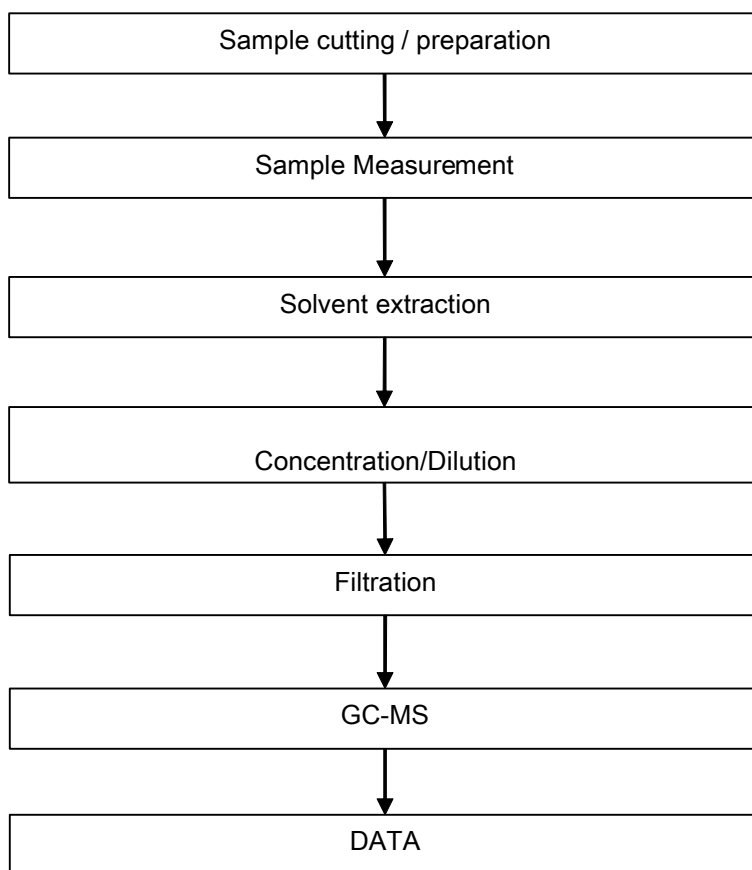 Sample cutting / preparation
Sample Measurement
Solvent extraction
Concentration/Dilution
Filtration
GC-MS
DATA